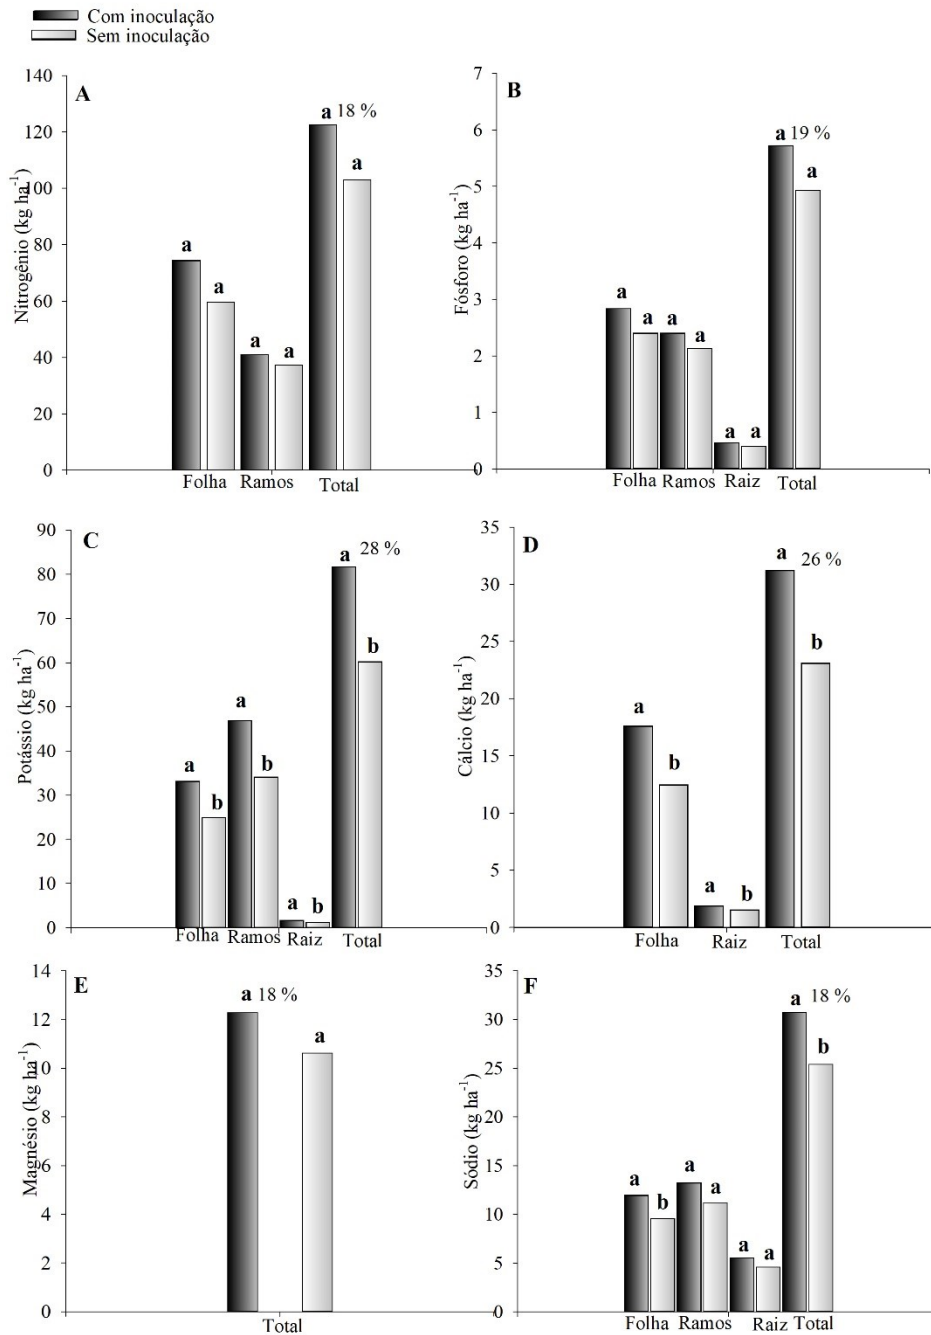 Com inoculação
Sem inoculação
A
Nitrogênio (kg ha⁻¹)
140
120
100
80
60
40
20
0
a
a
a
a
a 18 %
a
Folha Ramos Total
B
Fósforo (kg ha⁻¹)
7
6
5
4
3
2
1
0
a
a
a
a
a
a
a 19 %
a
Folha Ramos Raiz Total
C
Potássio (kg ha⁻¹)
90
80
70
60
50
40
30
20
10
0
a
b
a
b
a
b
a 28 %
b
Folha Ramos Raiz Total
D
Cálcio (kg ha⁻¹)
35
30
25
20
15
10
5
0
a
b
a
b
a 26 %
b
Folha Raiz Total
E
Magnésio (kg ha⁻¹)
14
12
10
8
6
4
2
0
a 18 %
a
Total
F
Sódio (kg ha⁻¹)
35
30
25
20
15
10
5
0
a
b
a
a
a
a
a 18 %
b
Folha Ramos Raiz Total